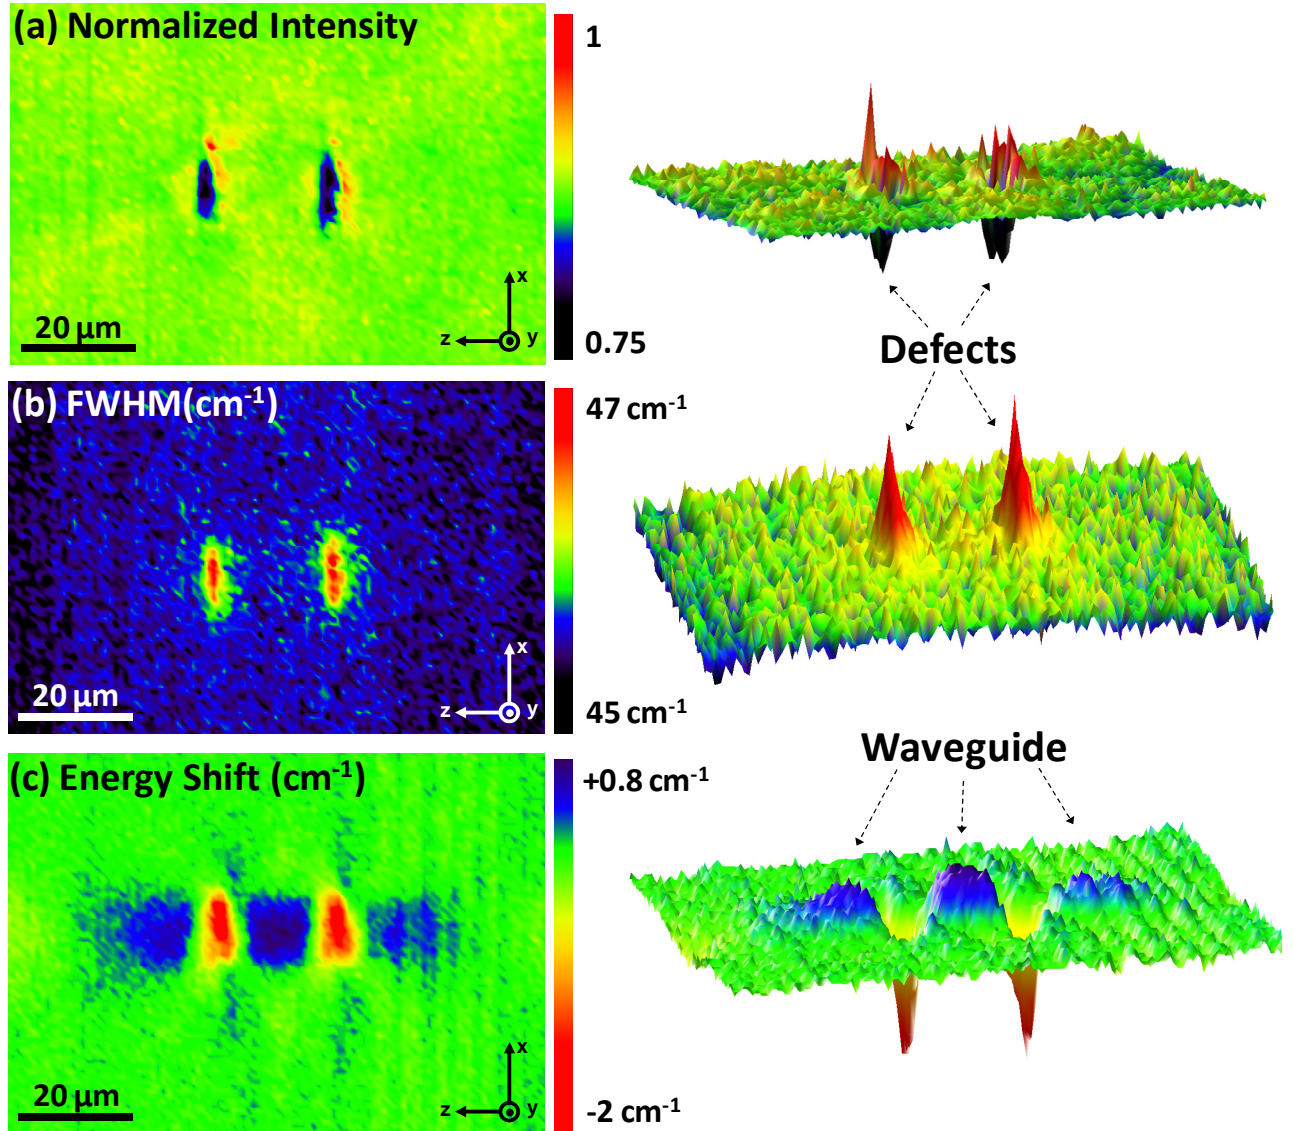 (a) Normalized Intensity
1
x
z
y
20 µm
0.75
Defects
(b) FWHM(cm⁻¹)
47 cm⁻¹
x
z
y
20 µm
45 cm⁻¹
Waveguide
(c) Energy Shift (cm⁻¹)
+0.8 cm⁻¹
x
z
y
20 µm
-2 cm⁻¹